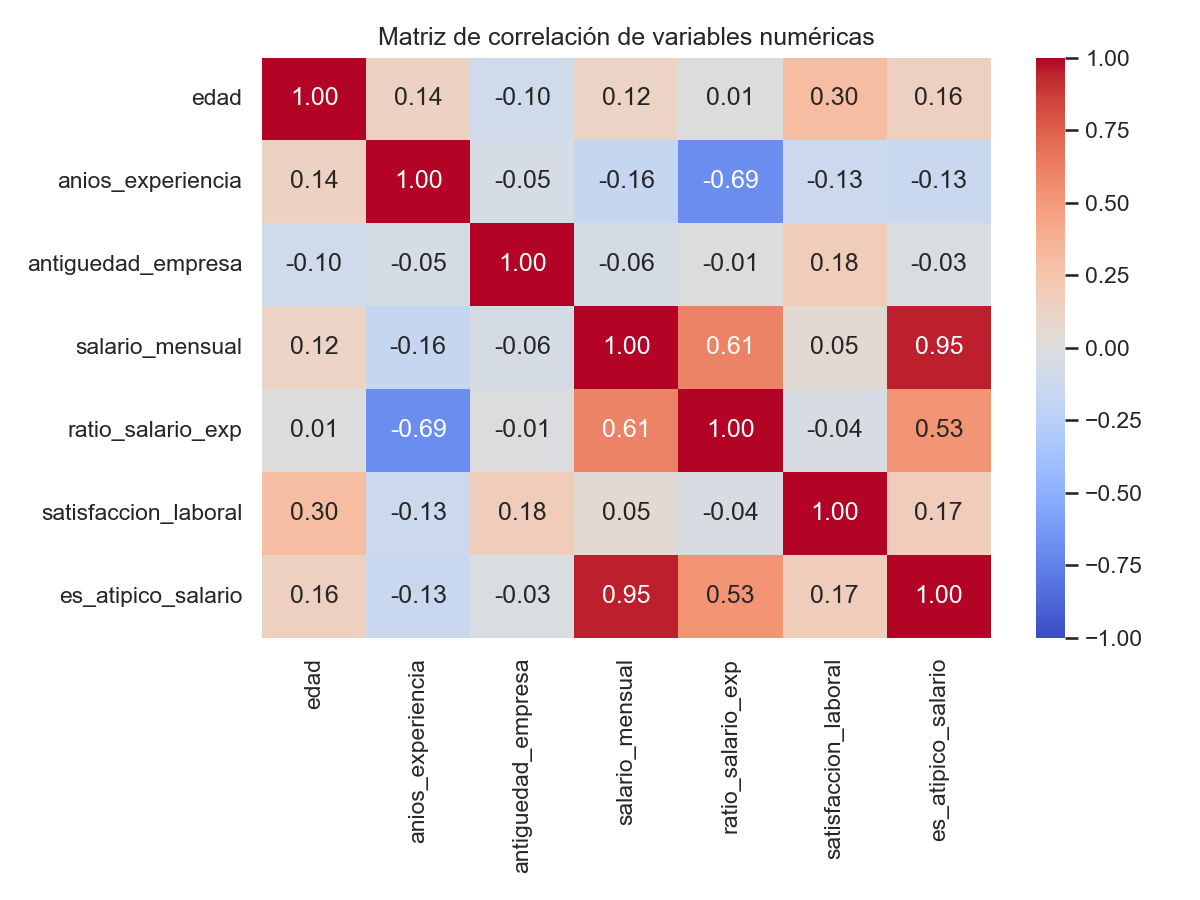 Matriz de correlación de variables numéricas
edad 1.00 0.14 -0.10 0.12 0.01 0.30 0.16
anios_experiencia 0.14 1.00 -0.05 -0.16 -0.69 -0.13 -0.13
antiguedad_empresa -0.10 -0.05 1.00 -0.06 -0.01 0.18 -0.03
salario_mensual 0.12 -0.16 -0.06 1.00 0.61 0.05 0.95
ratio_salario_exp 0.01 -0.69 -0.01 0.61 1.00 -0.04 0.53
satisfaccion_laboral 0.30 -0.13 0.18 0.05 -0.04 1.00 0.17
es_atipico_salario 0.16 -0.13 -0.03 0.95 0.53 0.17 1.00
edad
anios_experiencia
antiguedad_empresa
salario_mensual
ratio_salario_exp
satisfaccion_laboral
es_atipico_salario
1.00
0.75
0.50
0.25
0.00
−0.25
−0.50
−0.75
−1.00